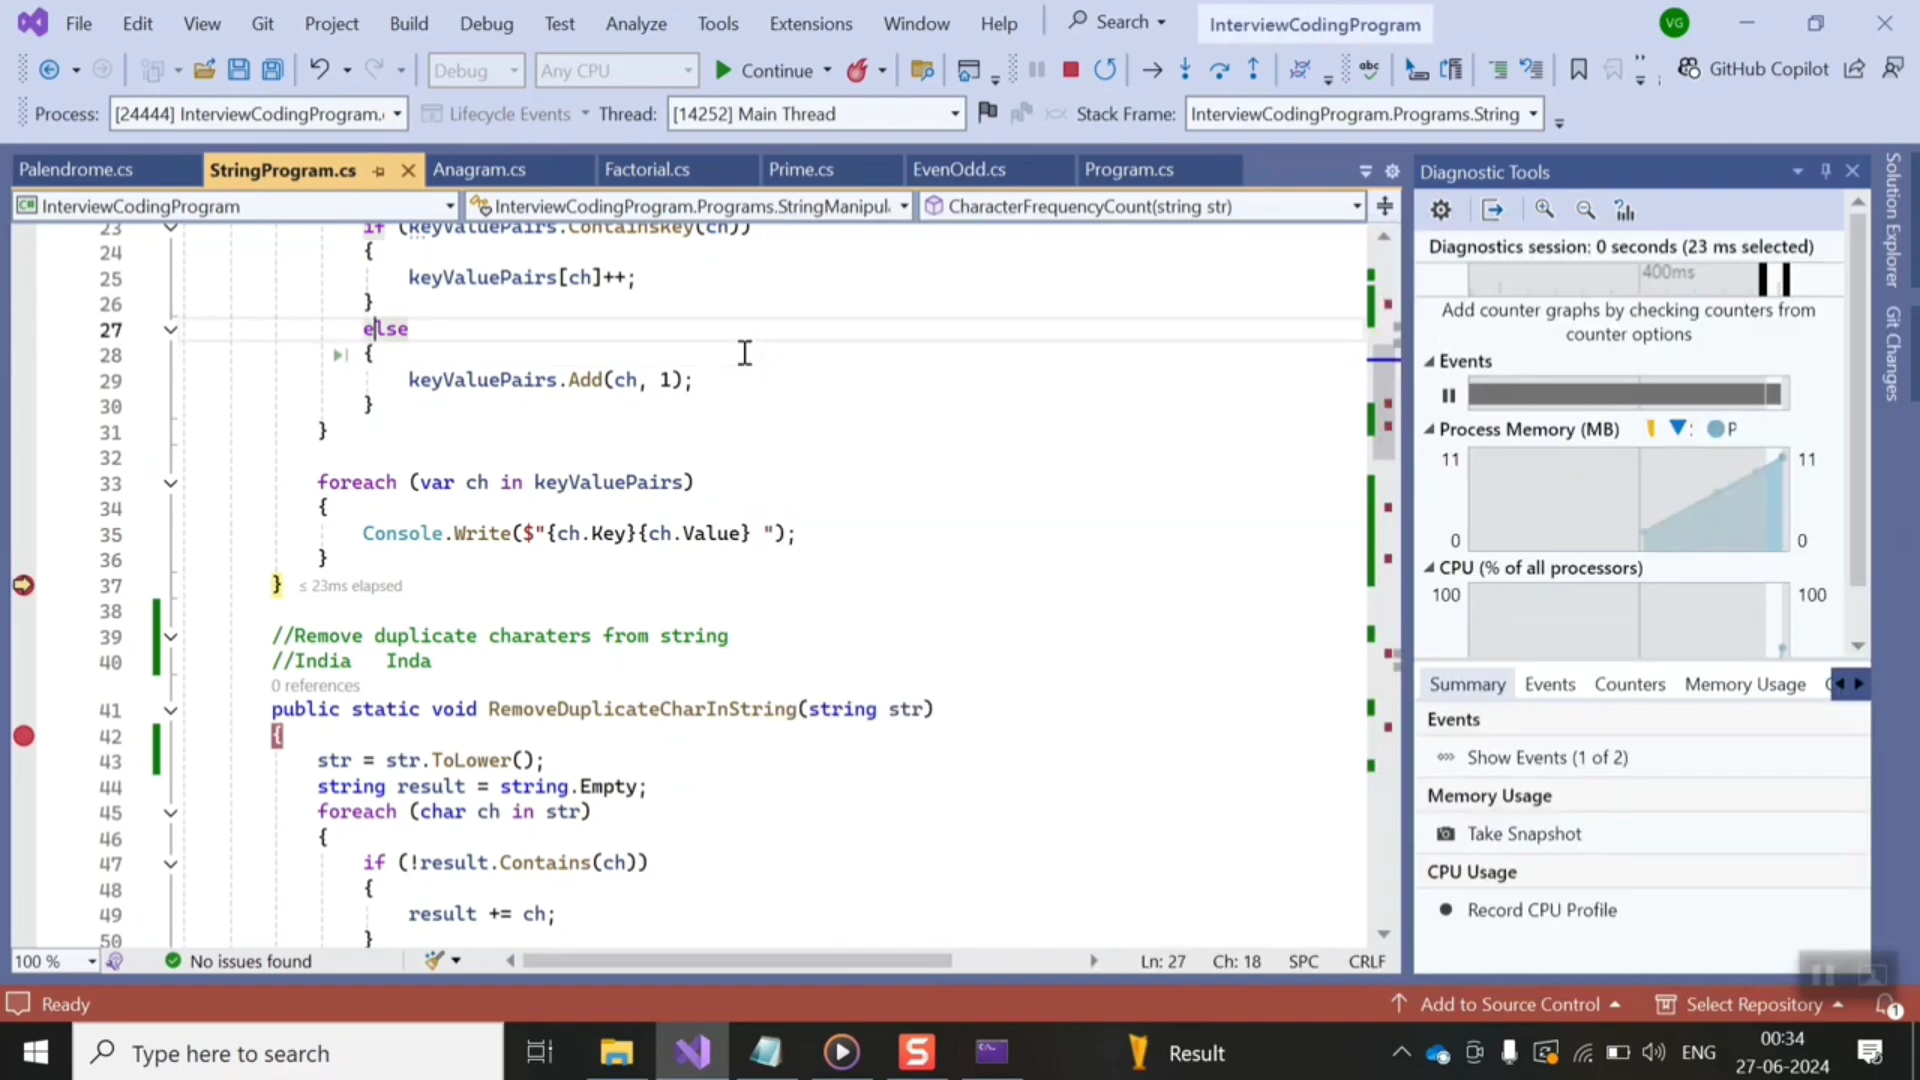 File Edit View Git Project Build Debug Test Analyze Tools Extensions Window Help Search InterviewCodingProgram VG
Debug Any CPU Continue abc GitHub Copilot
Process: [24444] InterviewCodingProgram. Lifecycle Events Thread: [14252] Main Thread Stack Frame: InterviewCodingProgram.Programs.String
Palendrome.cs StringProgram.cs Anagram.cs Factorial.cs Prime.cs EvenOdd.cs Program.cs
C# InterviewCodingProgram InterviewCodingProgram.Programs.StringManipul CharacterFrequencyCount(string str)
23 if (keyValuePairs.ContainsKey(ch))
24 {
25 keyValuePairs[ch]++;
26 }
27 else
28 {
29 keyValuePairs.Add(ch, 1);
30 }
31 }
32
33 foreach (var ch in keyValuePairs)
34 {
35 Console.Write($"{ch.Key}{ch.Value} ");
36 }
37 } ≤ 23ms elapsed
38
39 //Remove duplicate charaters from string
40 //India Inda
0 references
41 public static void RemoveDuplicateCharInString(string str)
42 {
43 str = str.ToLower();
44 string result = string.Empty;
45 foreach (char ch in str)
46 {
47 if (!result.Contains(ch))
48 {
49 result += ch;
50 }
100 % No issues found Ln: 27 Ch: 18 SPC CRLF
Diagnostic Tools
Diagnostics session: 0 seconds (23 ms selected)
400ms
Add counter graphs by checking counters from
counter options
Events
Process Memory (MB) P
11 11
0 0
CPU (% of all processors)
100 100
Summary Events Counters Memory Usage
Events
Show Events (1 of 2)
Memory Usage
Take Snapshot
CPU Usage
Record CPU Profile
Solution Explorer
Git Changes
Ready Add to Source Control Select Repository 1
Type here to search S Result ENG 00:34
27-06-2024